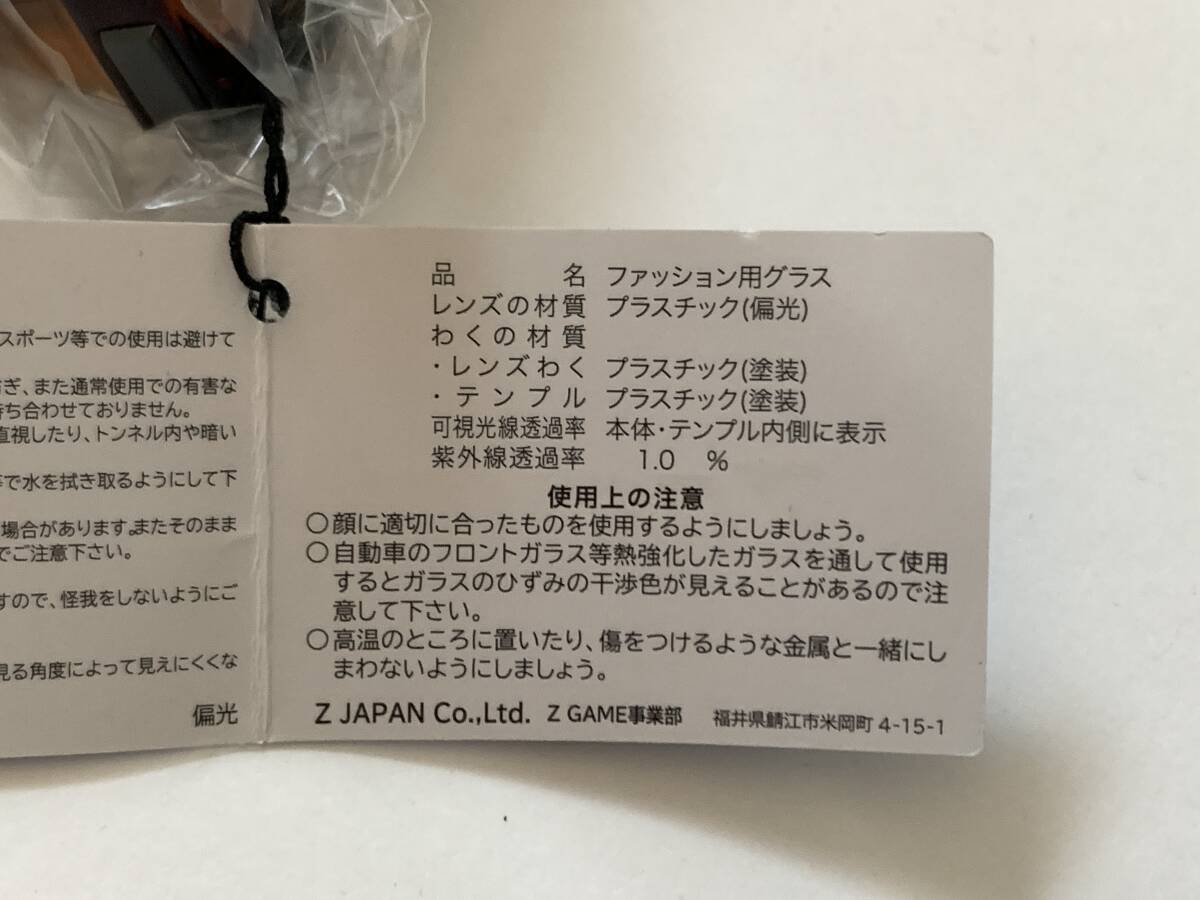 スポーツ等での使用は避けて
ぎ、また通常使用での有害な
持ち合わせておりません。
直視したり、トンネル内や暗い
等で水を拭き取るようにして下
場合があります。またそのまま
でご注意下さい。
すので、怪我をしないようにご
見る角度によって見えにくくな
偏光
品名 ファッション用グラス
レンズの材質 プラスチック(偏光)
わくの材質
・レンズわく プラスチック(塗装)
・テンプル プラスチック(塗装)
可視光線透過率 本体・テンプル内側に表示
紫外線透過率 1.0 %
使用上の注意
○顔に適切に合ったものを使用するようにしましょう。
○自動車のフロントガラス等熱強化したガラスを通して使用
するとガラスのひずみの干渉色が見えることがあるので注
意して下さい。
○高温のところに置いたり、傷をつけるような金属と一緒にし
まわないようにしましょう。
Z JAPAN Co.,Ltd. Z GAME事業部 福井県鯖江市米岡町 4-15-1